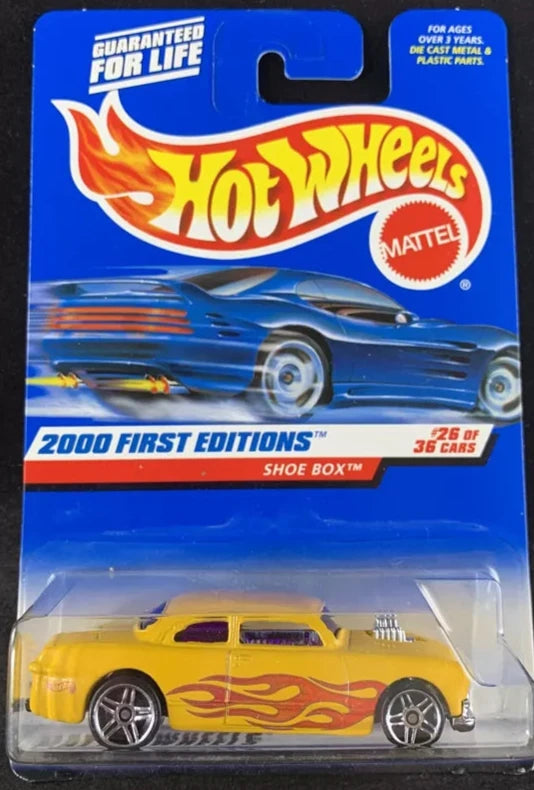 GUARANTEED
FOR LIFE
FOR AGES
OVER 3 YEARS.
DIE CAST METAL &
PLASTIC PARTS.
HOT WHEELS
MATTEL
®
2000 FIRST EDITIONS™
#26 OF
36 CARS
SHOE BOX™